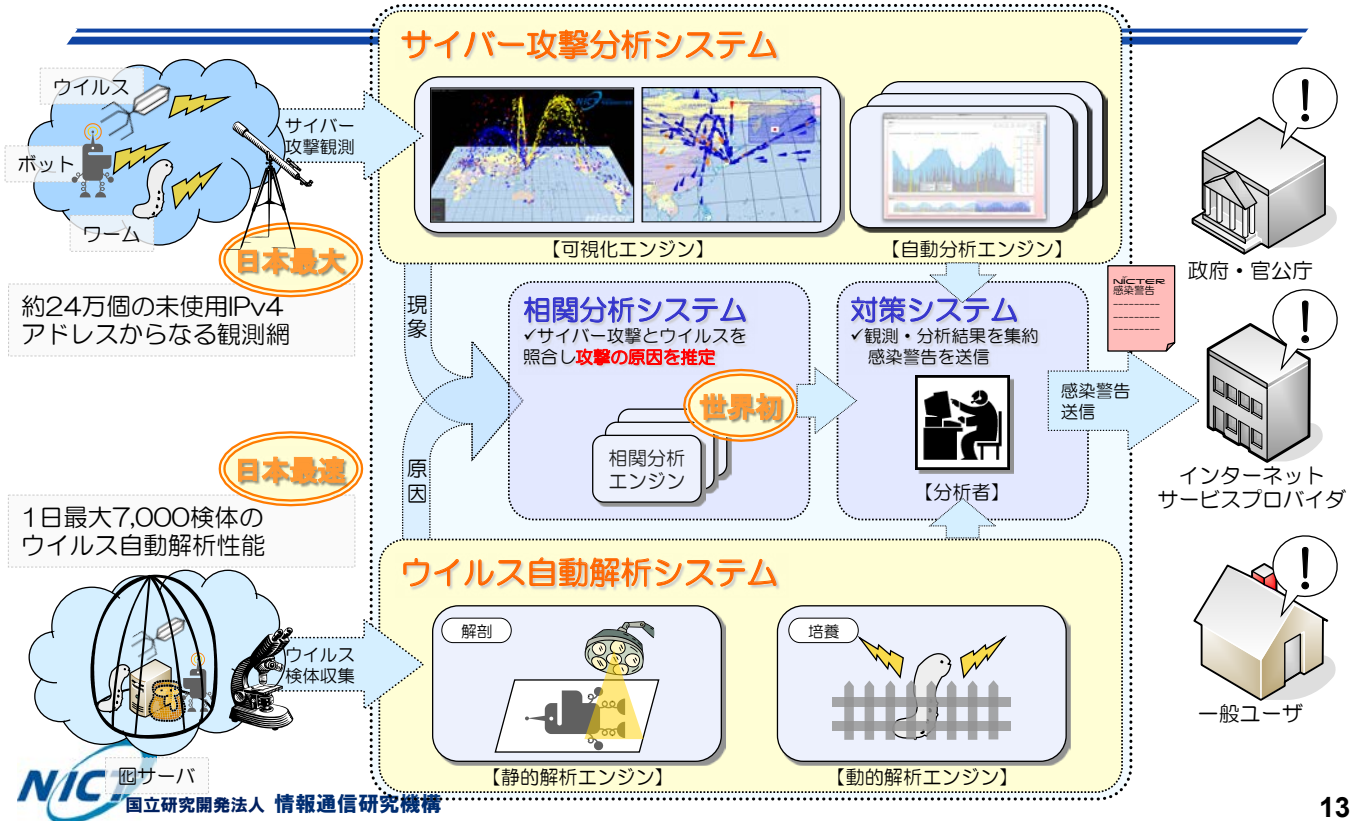 サイバー攻撃分析システム
ウイルス
ボット
ワーム
サイバー
攻撃観測
【可視化エンジン】
【自動分析エンジン】
日本最大
約24万個の未使用IPv4
アドレスからなる観測網
現象
相関分析システム
✓サイバー攻撃とウイルスを
照合し攻撃の原因を推定
世界初
相関分析
エンジン
対策システム
✓観測・分析結果を集約
感染警告を送信
【分析者】
NICTER
感染警告
感染警告
送信
政府・官公庁
インターネット
サービスプロバイダ
一般ユーザ
日本最速
1日最大7,000検体の
ウイルス自動解析性能
原因
ウイルス自動解析システム
ウイルス
検体収集
解剖
【静的解析エンジン】
培養
【動的解析エンジン】
囮サーバ
NICT
国立研究開発法人 情報通信研究機構
13